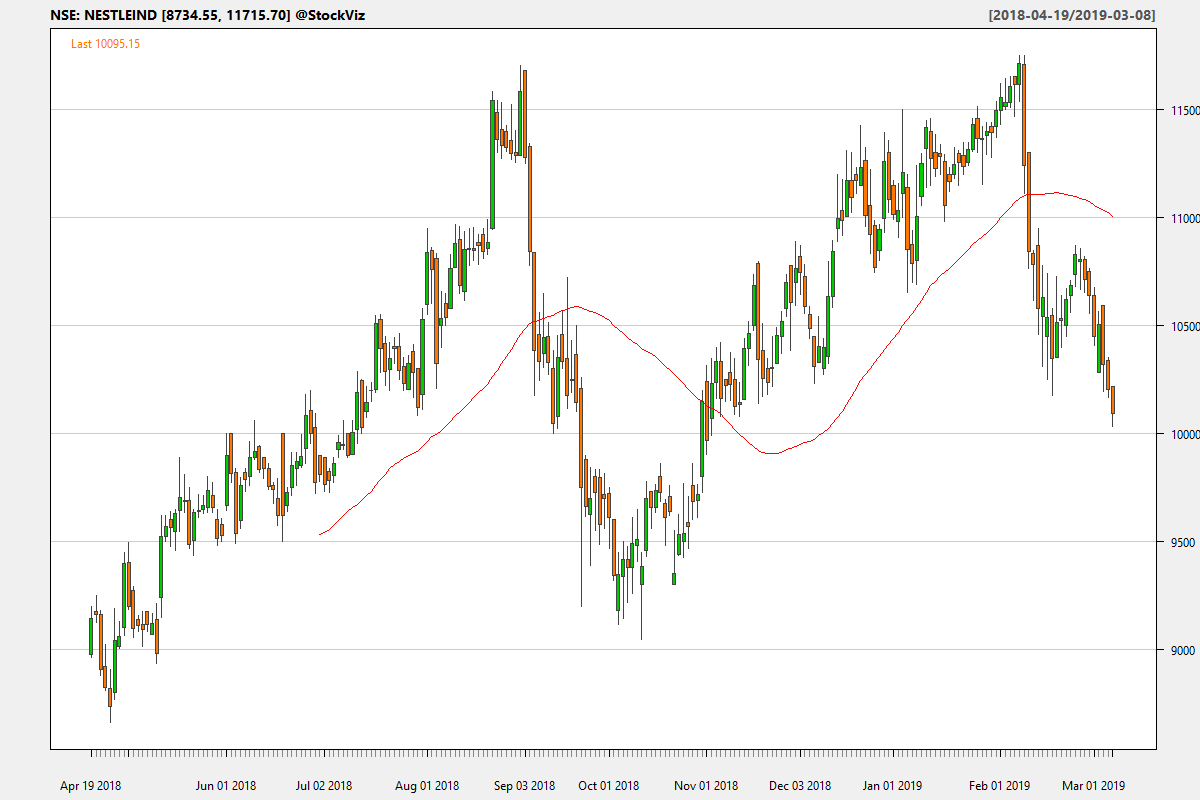 NSE: NESTLEIND [8734.55, 11715.70] @StockViz
[2018-04-19/2019-03-08]
Last 10095.15
11500
11000
10500
10000
9500
9000
Apr 19 2018 Jun 01 2018 Jul 02 2018 Aug 01 2018 Sep 03 2018 Oct 01 2018 Nov 01 2018 Dec 03 2018 Jan 01 2019 Feb 01 2019 Mar 01 2019